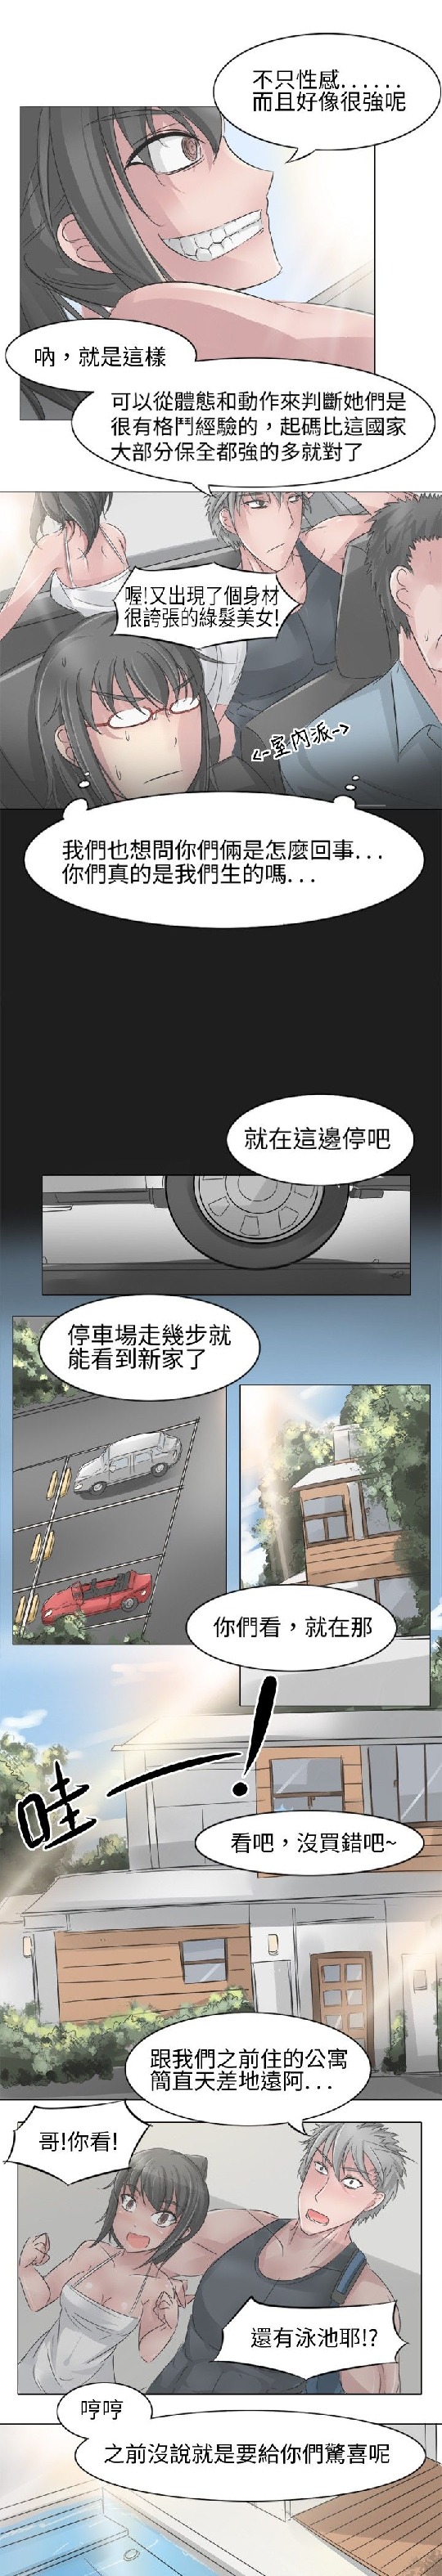 不只性感......
而且好像很強呢
吶，就是這樣
可以從體態和動作來判斷她們是
很有格鬥經驗的，起碼比這國家
大部分保全都強的多就對了
喔!又出現了個身材
很誇張的綠髮美女!
<-室內派->
我們也想問你們倆是怎麼回事...
你們真的是我們生的嗎...
就在這邊停吧
停車場走幾步就
能看到新家了
你們看，就在那
哇一!
看吧，沒買錯吧~
跟我們之前住的公寓
簡直天差地遠阿...
哥!你看!
還有泳池耶!?
哼哼
之前沒說就是要給你們驚喜呢